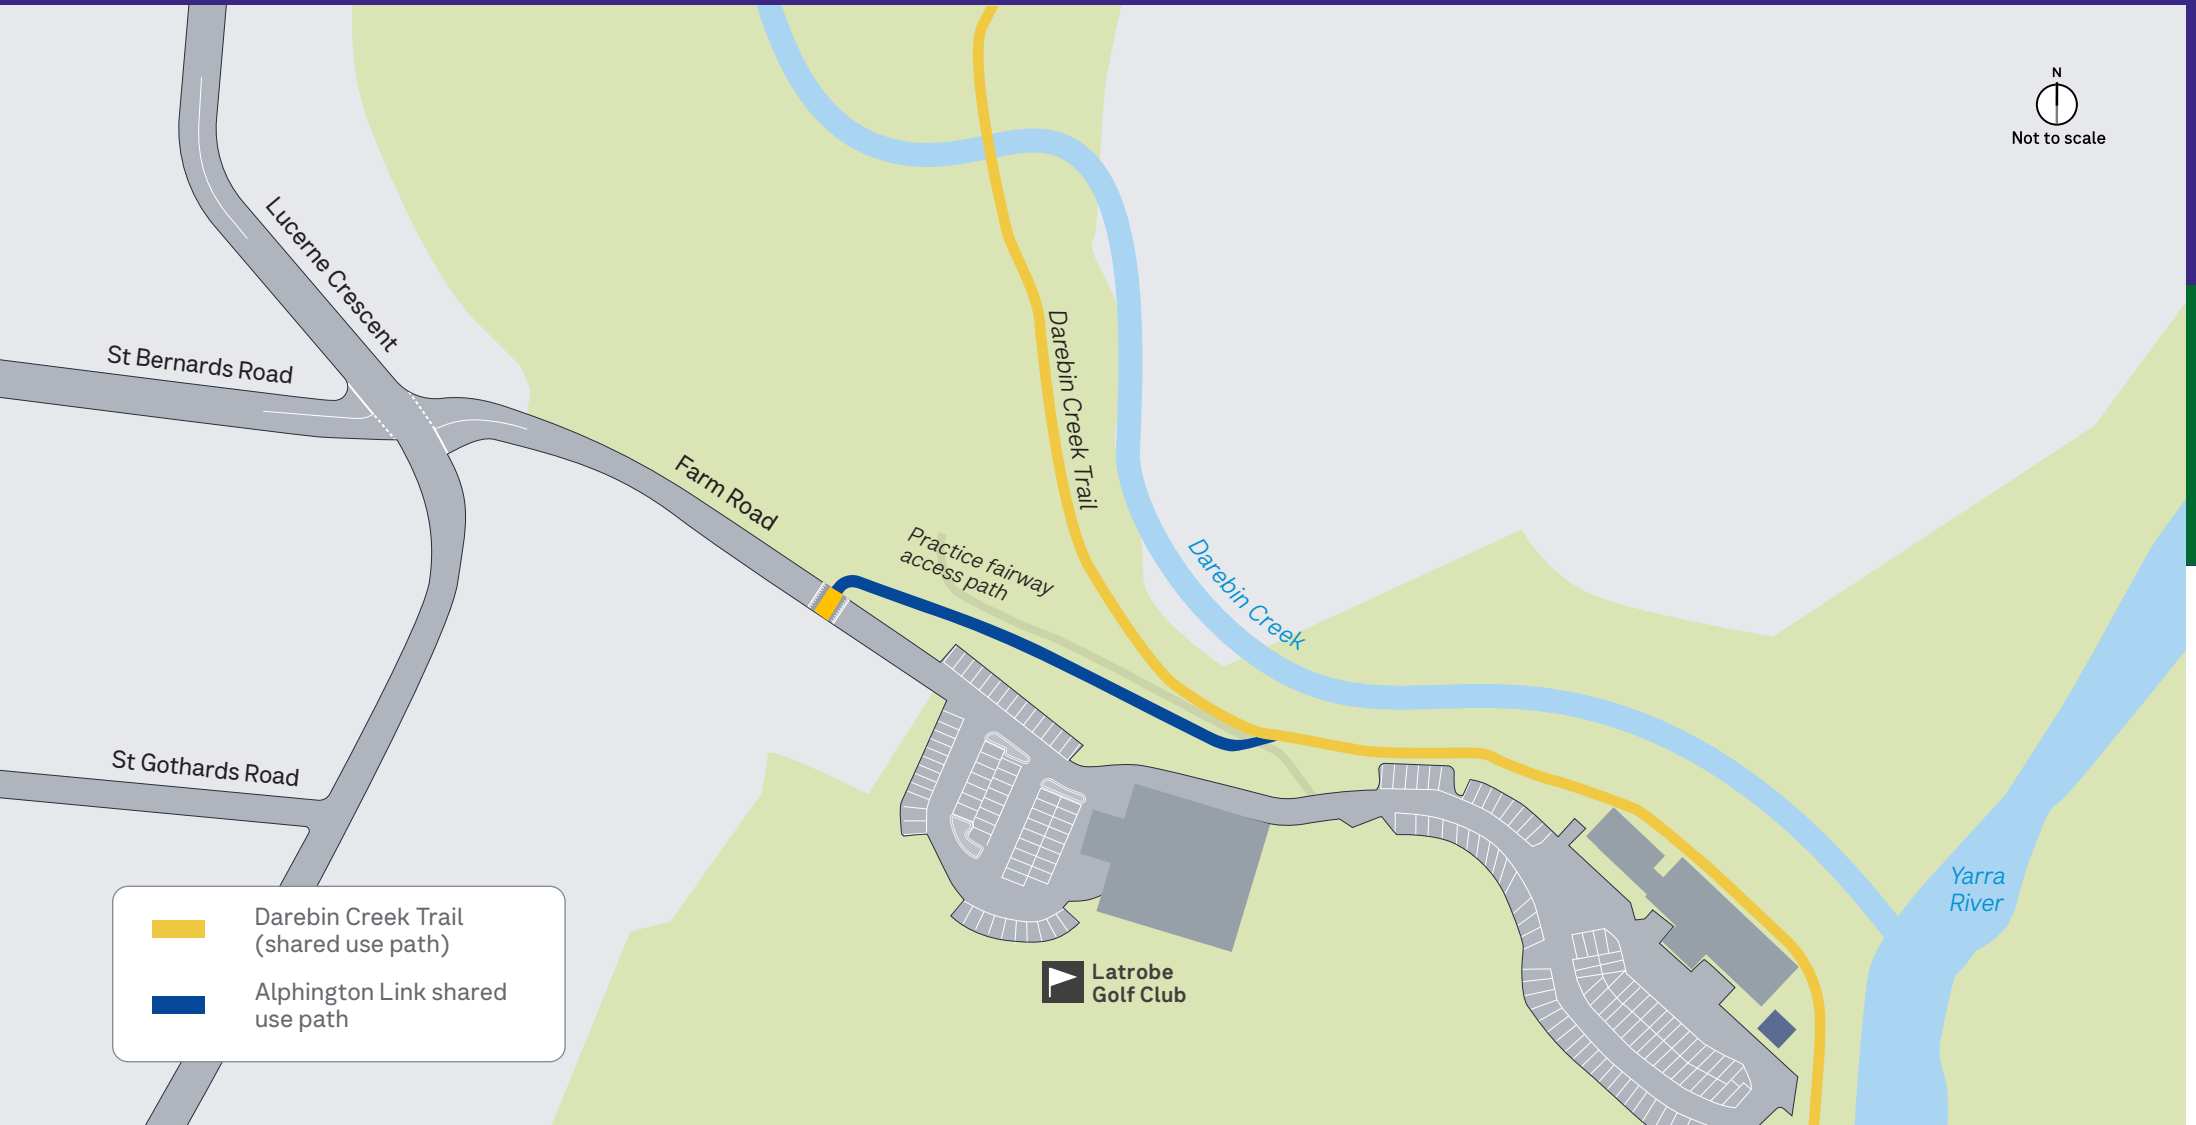 N
Not to scale
Lucerne Crescent
St Bernards Road
Darebin Creek Trail
Farm Road
Practice fairway
access path
Darebin Creek
St Gothards Road
Yarra
River
Darebin Creek Trail
(shared use path)
Alphington Link shared
use path
Latrobe
Golf Club